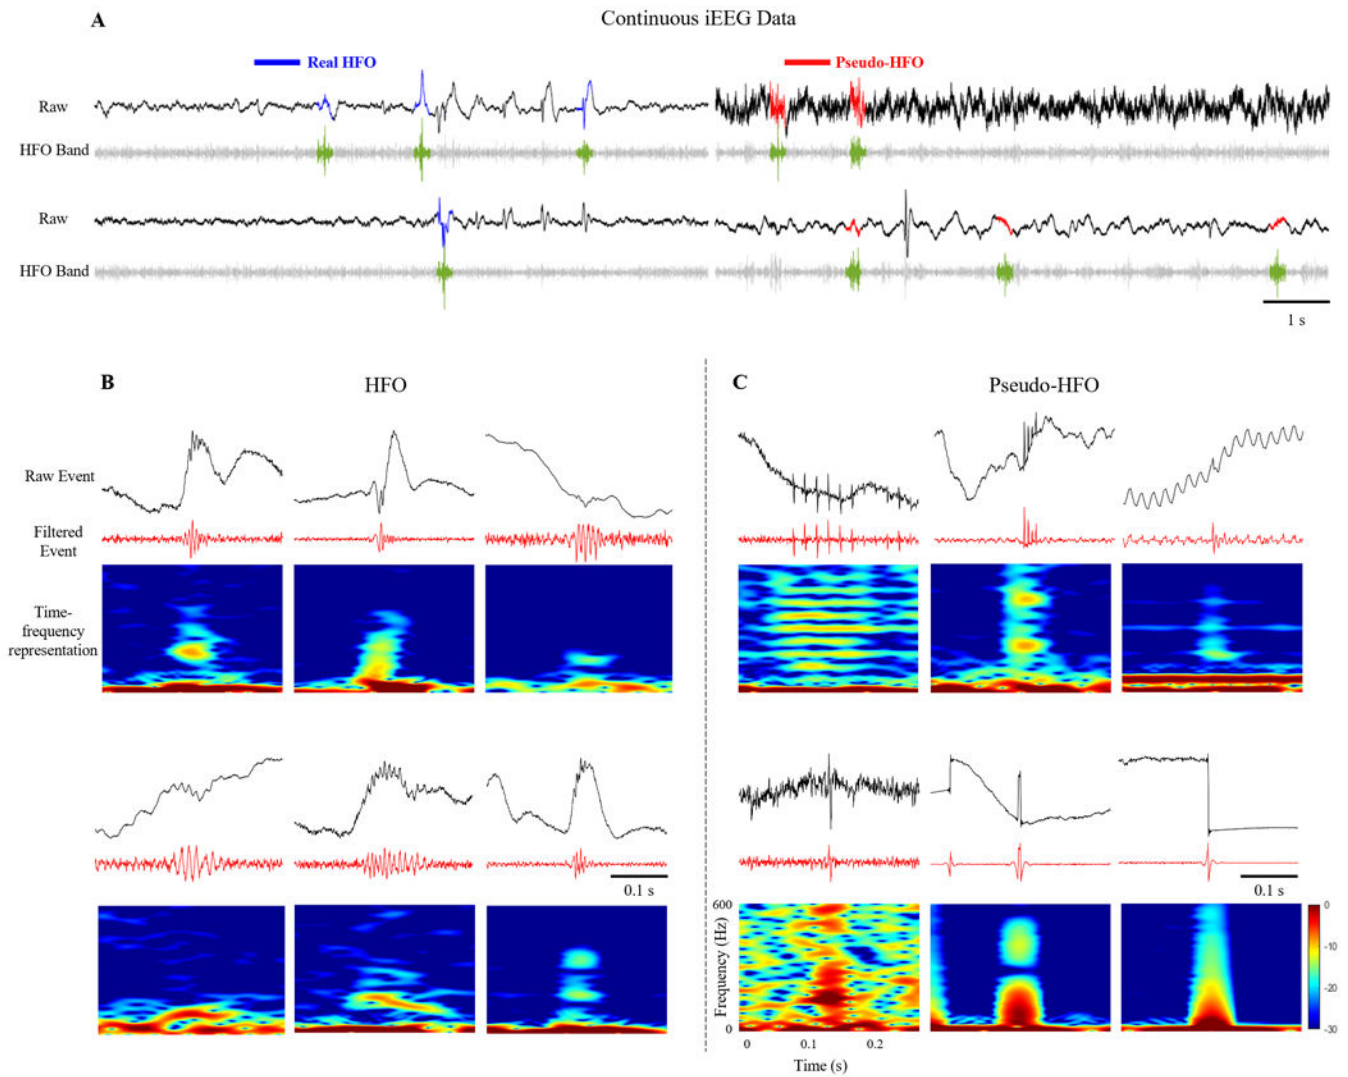 A
Continuous iEEG Data
Real HFO
Pseudo-HFO
Raw
HFO Band
Raw
HFO Band
1 s
B
HFO
C
Pseudo-HFO
Raw Event
Filtered
Event
Time-
frequency
representation
0.1 s
0.1 s
600
Frequency (Hz)
0
0
0.1
0.2
Time (s)
0
-10
-20
-30